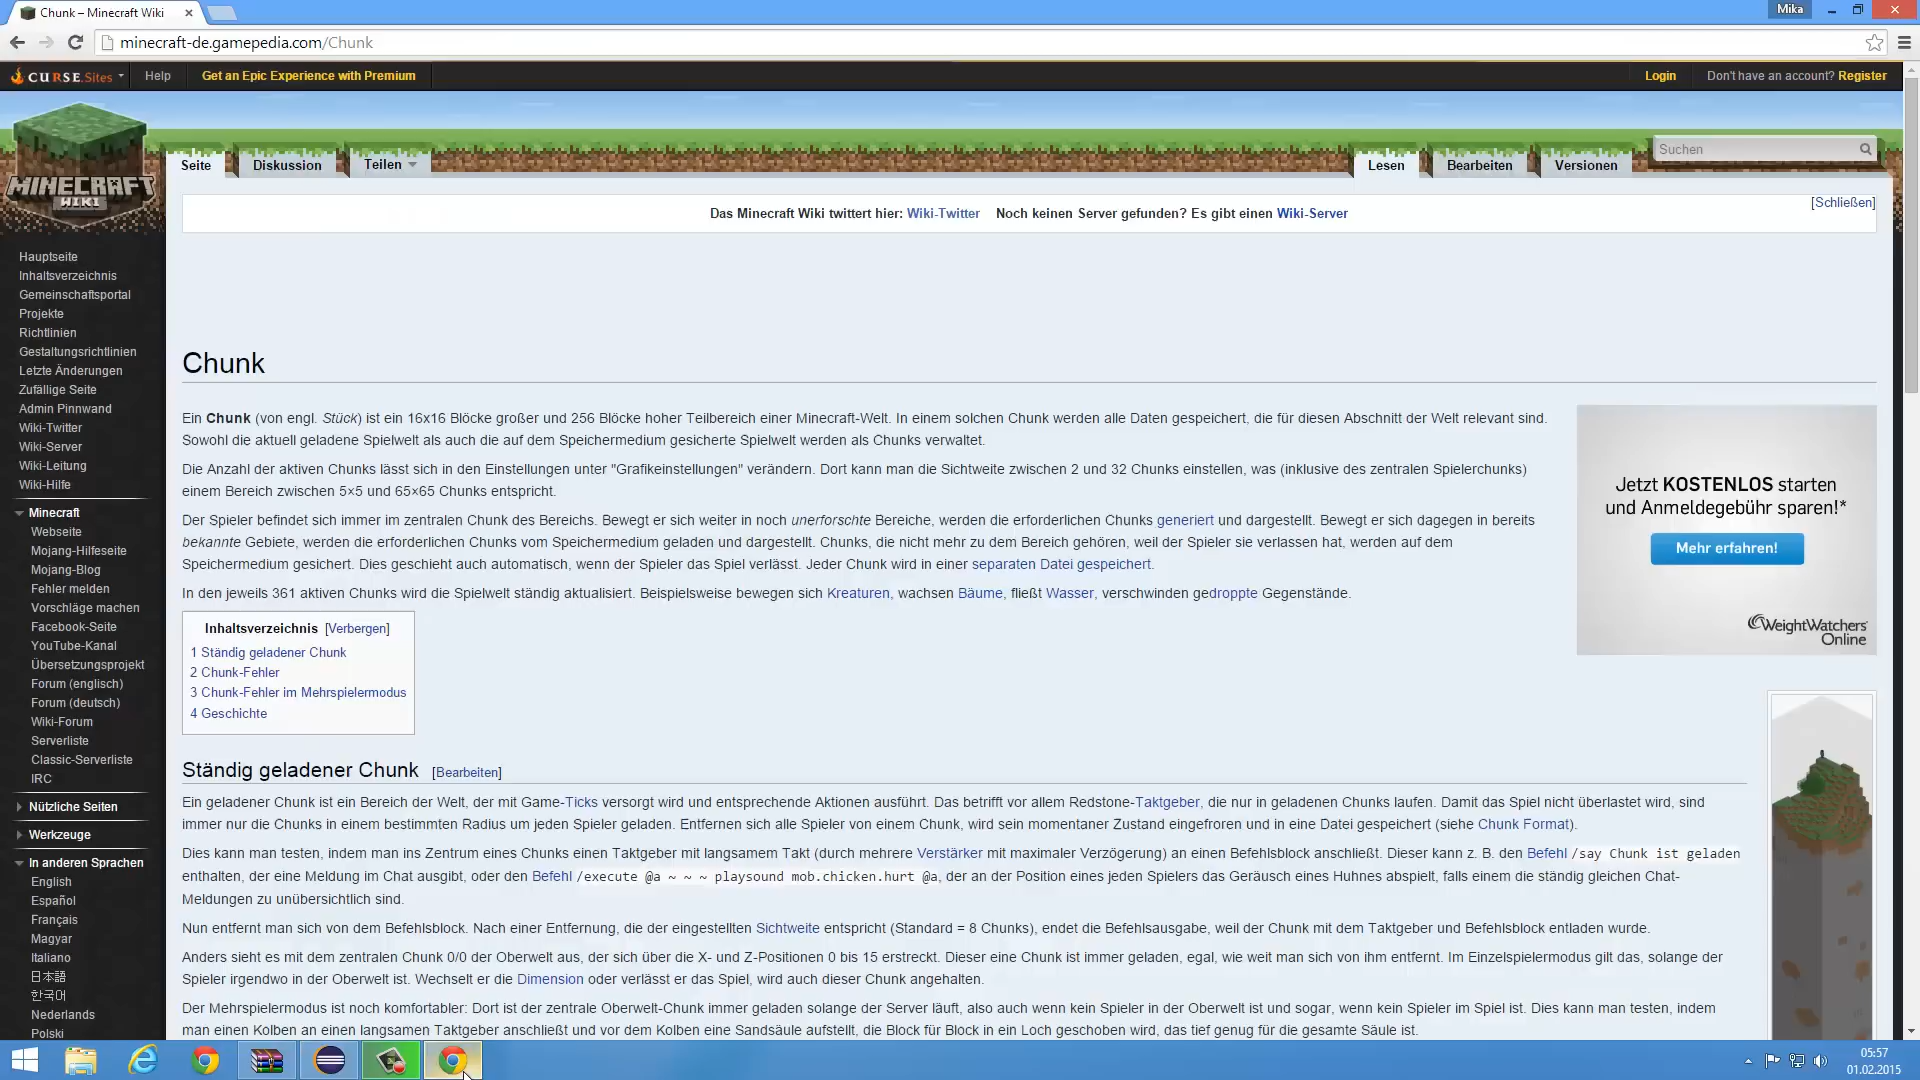 Chunk – Minecraft Wiki
Mika
minecraft-de.gamepedia.com/Chunk
CURSE.Sites
Help
Get an Epic Experience with Premium
Login
Don't have an account? Register
MINECRAFT
WIKI
Seite
Diskussion
Teilen
Lesen
Bearbeiten
Versionen
Suchen
Das Minecraft Wiki twittert hier: Wiki-Twitter Noch keinen Server gefunden? Es gibt einen Wiki-Server
[Schließen]
Hauptseite
Inhaltsverzeichnis
Gemeinschaftsportal
Projekte
Richtlinien
Gestaltungsrichtlinien
Letzte Änderungen
Zufällige Seite
Admin Pinnwand
Wiki-Twitter
Wiki-Server
Wiki-Leitung
Wiki-Hilfe
Minecraft
Webseite
Mojang-Hilfeseite
Mojang-Blog
Fehler melden
Vorschläge machen
Facebook-Seite
YouTube-Kanal
Übersetzungsprojekt
Forum (englisch)
Forum (deutsch)
Wiki-Forum
Serverliste
Classic-Serverliste
IRC
Nützliche Seiten
Werkzeuge
In anderen Sprachen
English
Español
Français
Magyar
Italiano
日本語
한국어
Nederlands
Polski
Chunk
Ein Chunk (von engl. Stück) ist ein 16x16 Blöcke großer und 256 Blöcke hoher Teilbereich einer Minecraft-Welt. In einem solchen Chunk werden alle Daten gespeichert, die für diesen Abschnitt der Welt relevant sind.
Sowohl die aktuell geladene Spielwelt als auch die auf dem Speichermedium gesicherte Spielwelt werden als Chunks verwaltet.
Die Anzahl der aktiven Chunks lässt sich in den Einstellungen unter "Grafikeinstellungen" verändern. Dort kann man die Sichtweite zwischen 2 und 32 Chunks einstellen, was (inklusive des zentralen Spielerchunks)
einem Bereich zwischen 5×5 und 65×65 Chunks entspricht.
Der Spieler befindet sich immer im zentralen Chunk des Bereichs. Bewegt er sich weiter in noch unerforschte Bereiche, werden die erforderlichen Chunks generiert und dargestellt. Bewegt er sich dagegen in bereits
bekannte Gebiete, werden die erforderlichen Chunks vom Speichermedium geladen und dargestellt. Chunks, die nicht mehr zu dem Bereich gehören, weil der Spieler sie verlassen hat, werden auf dem
Speichermedium gesichert. Dies geschieht auch automatisch, wenn der Spieler das Spiel verlässt. Jeder Chunk wird in einer separaten Datei gespeichert.
In den jeweils 361 aktiven Chunks wird die Spielwelt ständig aktualisiert. Beispielsweise bewegen sich Kreaturen, wachsen Bäume, fließt Wasser, verschwinden gedroppte Gegenstände.
Jetzt KOSTENLOS starten
und Anmeldegebühr sparen!*
Mehr erfahren!
WeightWatchers
Online
Inhaltsverzeichnis [Verbergen]
1 Ständig geladener Chunk
2 Chunk-Fehler
3 Chunk-Fehler im Mehrspielermodus
4 Geschichte
Ständig geladener Chunk [Bearbeiten]
Ein geladener Chunk ist ein Bereich der Welt, der mit Game-Ticks versorgt wird und entsprechende Aktionen ausführt. Das betrifft vor allem Redstone-Taktgeber, die nur in geladenen Chunks laufen. Damit das Spiel nicht überlastet wird, sind
immer nur die Chunks in einem bestimmten Radius um jeden Spieler geladen. Entfernen sich alle Spieler von einem Chunk, wird sein momentaner Zustand eingefroren und in eine Datei gespeichert (siehe Chunk Format).
Dies kann man testen, indem man ins Zentrum eines Chunks einen Taktgeber mit langsamem Takt (durch mehrere Verstärker mit maximaler Verzögerung) an einen Befehlsblock anschließt. Dieser kann z. B. den Befehl /say Chunk ist geladen
enthalten, der eine Meldung im Chat ausgibt, oder den Befehl /execute @a ~ ~ ~ playsound mob.chicken.hurt @a, der an der Position eines jeden Spielers das Geräusch eines Huhnes abspielt, falls einem die ständig gleichen Chat-
Meldungen zu unübersichtlich sind.
Nun entfernt man sich von dem Befehlsblock. Nach einer Entfernung, die der eingestellten Sichtweite entspricht (Standard = 8 Chunks), endet die Befehlsausgabe, weil der Chunk mit dem Taktgeber und Befehlsblock entladen wurde.
Anders sieht es mit dem zentralen Chunk 0/0 der Oberwelt aus, der sich über die X- und Z-Positionen 0 bis 15 erstreckt. Dieser eine Chunk ist immer geladen, egal, wie weit man sich von ihm entfernt. Im Einzelspielermodus gilt das, solange der
Spieler irgendwo in der Oberwelt ist. Wechselt er die Dimension oder verlässt er das Spiel, wird auch dieser Chunk angehalten.
Der Mehrspielermodus ist noch komfortabler: Dort ist der zentrale Oberwelt-Chunk immer geladen solange der Server läuft, also auch wenn kein Spieler in der Oberwelt ist und sogar, wenn kein Spieler im Spiel ist. Dies kann man testen, indem
man einen Kolben an einen langsamen Taktgeber anschließt und vor dem Kolben eine Sandsäule aufstellt, die Block für Block in ein Loch geschoben wird, das tief genug für die gesamte Säule ist.
05:57
01.02.2015